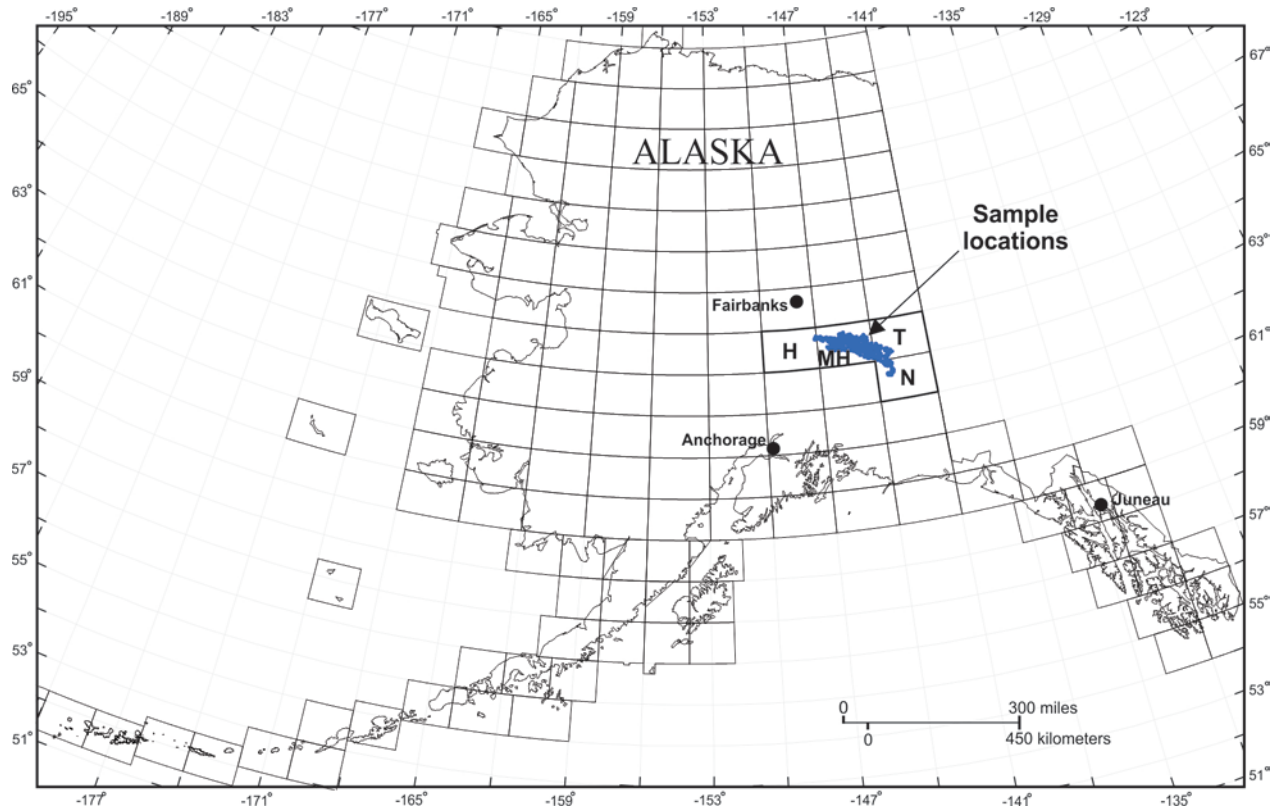 -195° -189° -183° -177° -171° -165° -159° -153° -147° -141° -135° -129° -123°
67°
65°
65°
ALASKA
63°
Sample
locations
63°
61°
Fairbanks
61°
H
MH
T
N
59°
59°
Anchorage
57°
Juneau
57°
55°
55°
53°
53°
0 300 miles
0 450 kilometers
51°
51°
-177° -171° -165° -159° -153° -147° -141° -135°